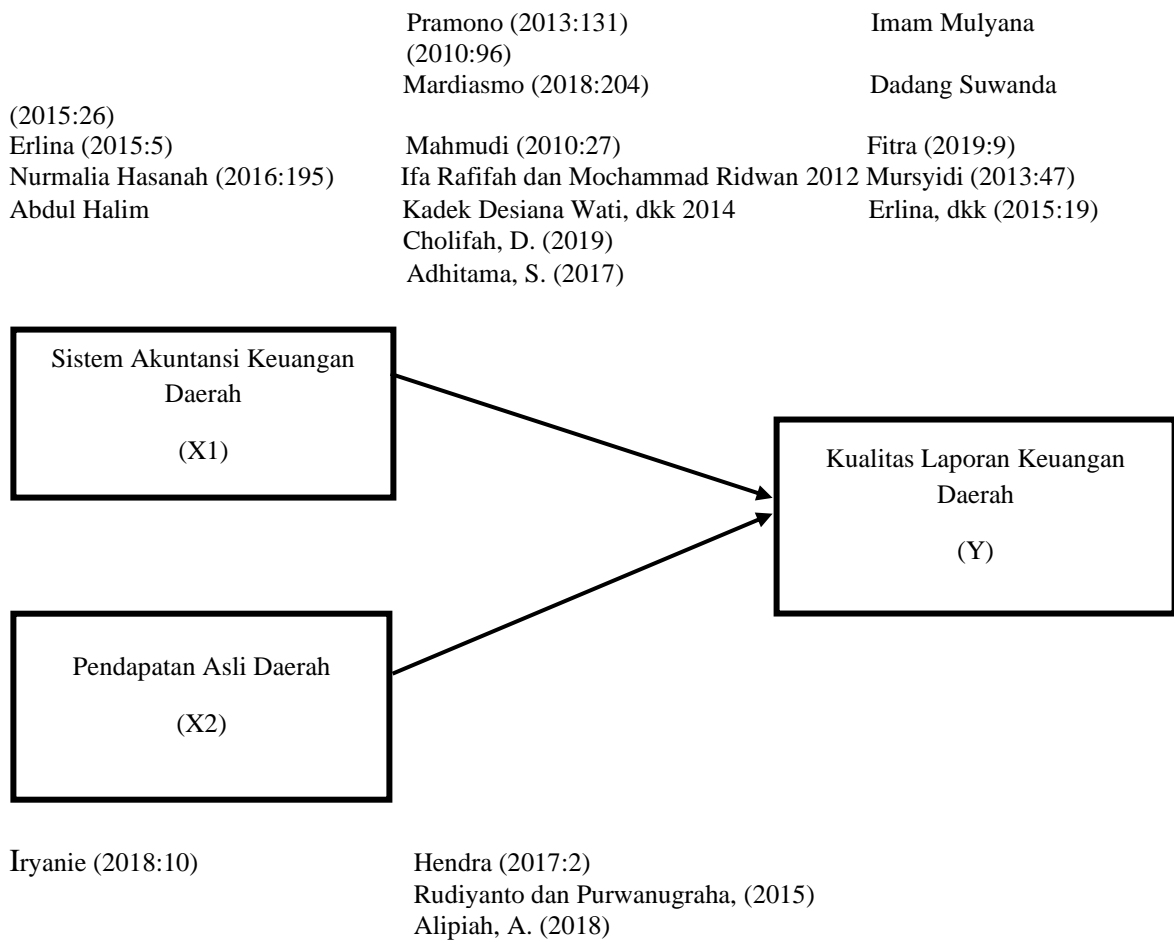 Pramono (2013:131) Imam Mulyana
(2010:96)
Mardiasmo (2018:204) Dadang Suwanda
(2015:26)
Erlina (2015:5) Mahmudi (2010:27) Fitra (2019:9)
Nurmalia Hasanah (2016:195) Ifa Rafifah dan Mochammad Ridwan 2012 Mursyidi (2013:47)
Abdul Halim Kadek Desiana Wati, dkk 2014 Erlina, dkk (2015:19)
Cholifah, D. (2019)
Adhitama, S. (2017)
Sistem Akuntansi Keuangan
Daerah
(X1)
Kualitas Laporan Keuangan
Daerah
(Y)
Pendapatan Asli Daerah
(X2)
Iryanie (2018:10) Hendra (2017:2)
Rudiyanto dan Purwanugraha, (2015)
Alipiah, A. (2018)